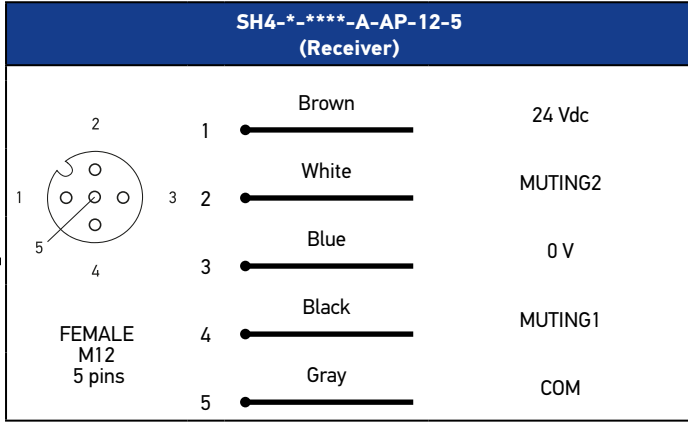 SH4-*-****-A-AP-12-5
(Receiver)
2
1
3
5
4
FEMALE
M12
5 pins
1 Brown 24 Vdc
2 White MUTING2
3 Blue 0 V
4 Black MUTING1
5 Gray COM